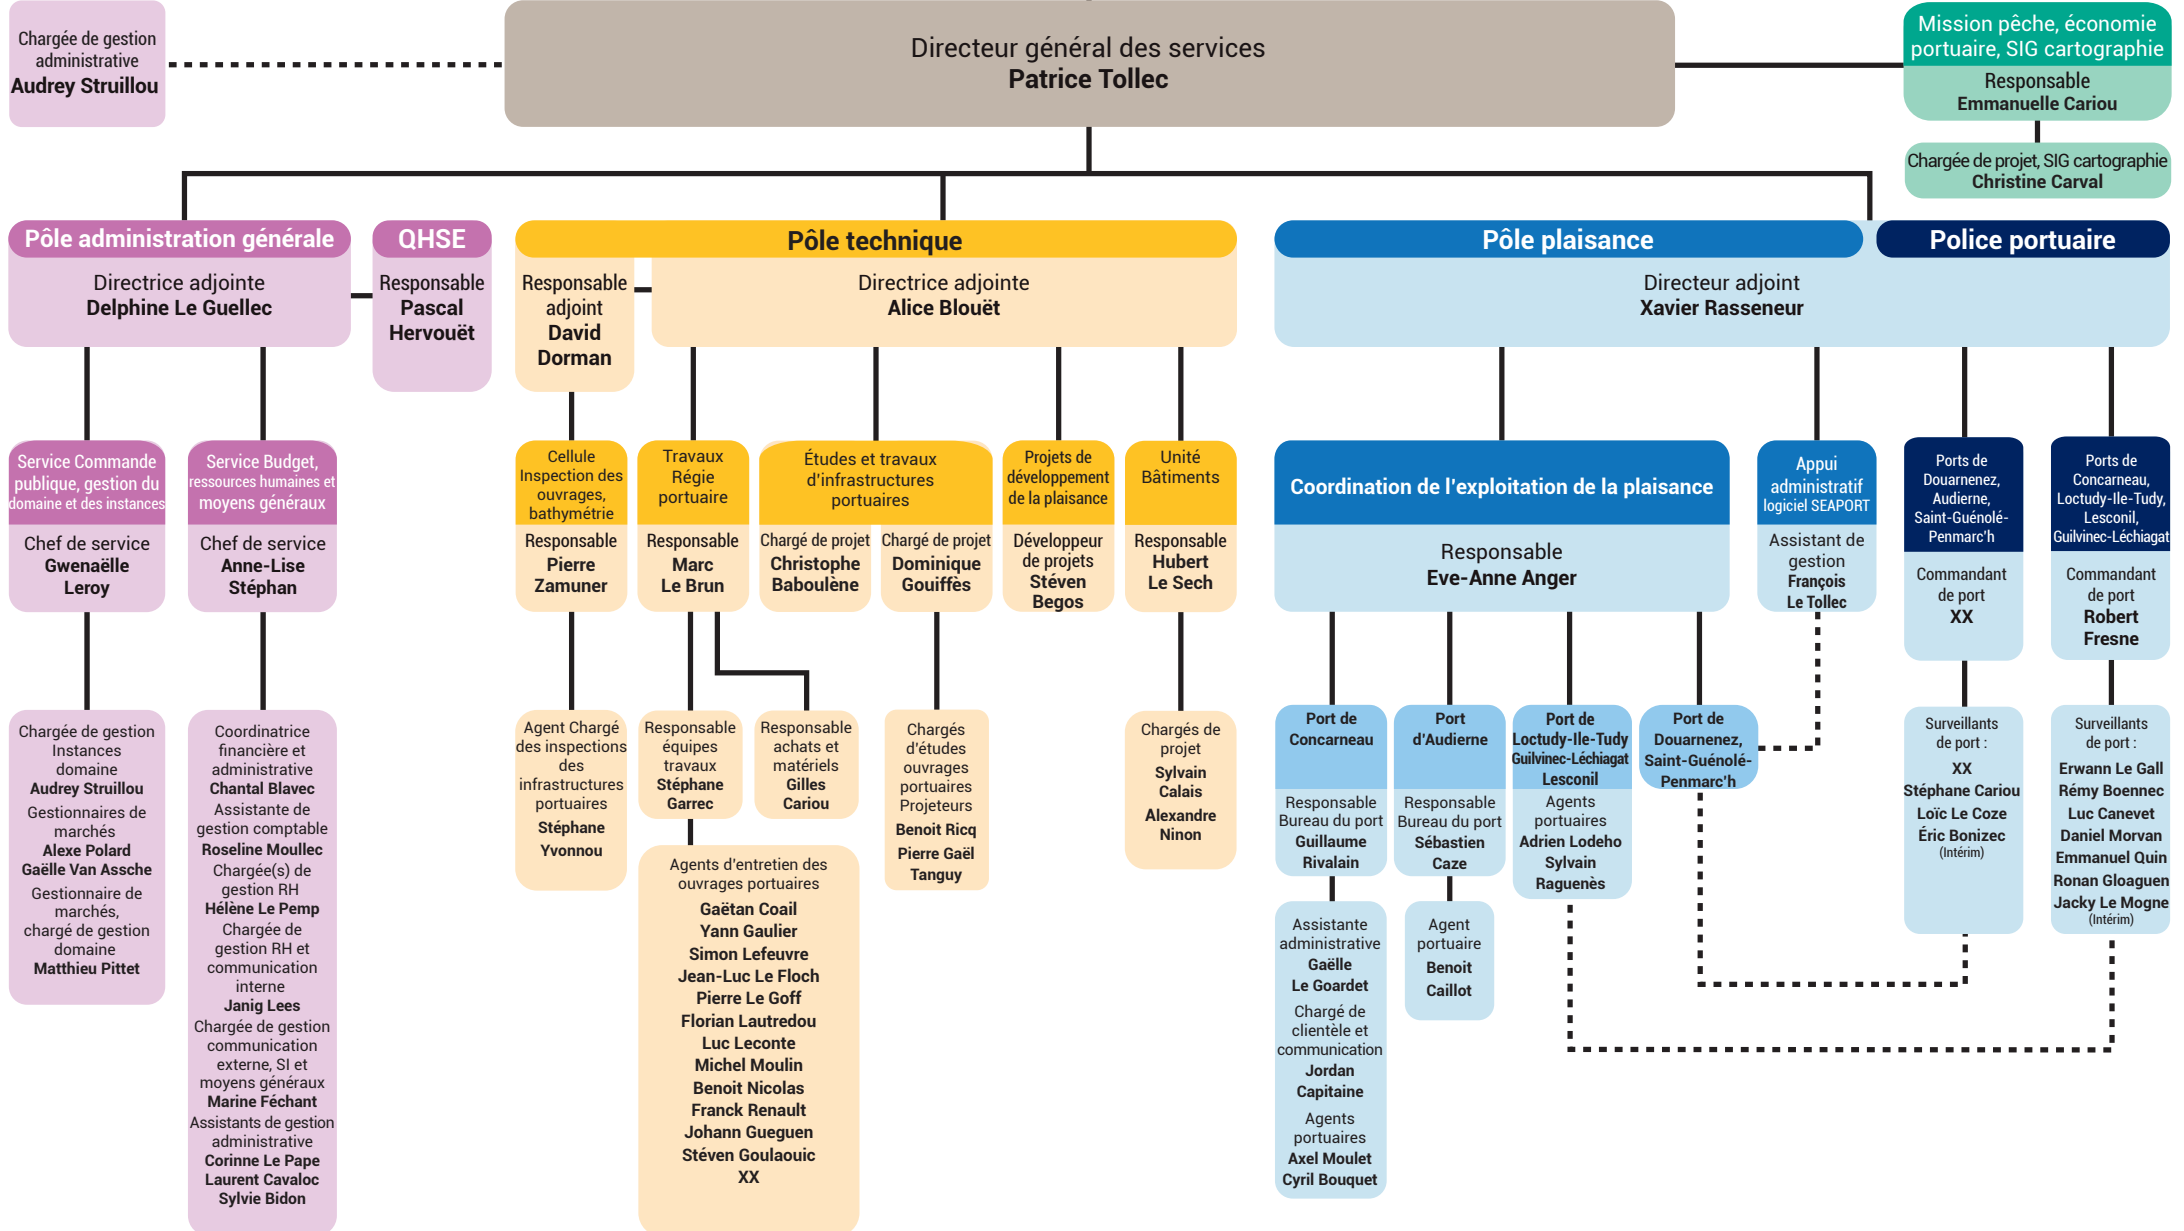 Chargée de gestion
administrative
Audrey Struillou
Directeur général des services
Patrice Tollec
Mission pêche, économie
portuaire, SIG cartographie
Responsable
Emmanuelle Cariou
Chargée de projet, SIG cartographie
Christine Carval
Pôle administration générale
Directrice adjointe
Delphine Le Guellec
QHSE
Responsable
Pascal
Hervouët
Pôle technique
Responsable
adjoint
David
Dorman
Directrice adjointe
Alice Blouët
Pôle plaisance
Police portuaire
Directeur adjoint
Xavier Rasseneur
Service Commande
publique, gestion du
domaine et des instances
Chef de service
Gwenaëlle
Leroy
Service Budget,
ressources humaines et
moyens généraux
Chef de service
Anne-Lise
Stéphan
Cellule
Inspection des
ouvrages,
bathymétrie
Responsable
Pierre
Zamuner
Travaux
Régie
portuaire
Responsable
Marc
Le Brun
Études et travaux
d'infrastructures
portuaires
Chargé de projet
Christophe
Baboulène
Chargé de projet
Dominique
Gouiffès
Projets de
développement
de la plaisance
Développeur
de projets
Stéven
Begos
Unité
Bâtiments
Responsable
Hubert
Le Sech
Coordination de l'exploitation de la plaisance
Responsable
Eve-Anne Anger
Appui
administratif
logiciel SEAPORT
Assistant de
gestion
François
Le Tollec
Ports de
Douarnenez,
Audierne,
Saint-Guénolé-
Penmarc'h
Commandant
de port
XX
Ports de
Concarneau,
Loctudy-Ile-Tudy,
Lesconil,
Guilvinec-Léchiagat
Commandant
de port
Robert
Fresne
Chargée de gestion
Instances
domaine
Audrey Struillou
Gestionnaires de
marchés
Alexe Polard
Gaëlle Van Assche
Gestionnaire de
marchés,
chargé de gestion
domaine
Matthieu Pittet
Coordinatrice
financière et
administrative
Chantal Blavec
Assistante de
gestion comptable
Roseline Moullec
Chargée(s) de
gestion RH
Hélène Le Pemp
Chargée de
gestion RH et
communication
interne
Janig Lees
Chargée de gestion
communication
externe, SI et
moyens généraux
Marine Féchant
Assistants de gestion
administrative
Corinne Le Pape
Laurent Cavaloc
Sylvie Bidon
Agent Chargé
des inspections
des
infrastructures
portuaires
Stéphane
Yvonnou
Responsable
équipes
travaux
Stéphane
Garrec
Responsable
achats et
matériels
Gilles
Cariou
Agents d'entretien des
ouvrages portuaires
Gaëtan Coail
Yann Gaulier
Simon Lefeuvre
Jean-Luc Le Floch
Pierre Le Goff
Florian Lautredou
Luc Leconte
Michel Moulin
Benoit Nicolas
Franck Renault
Johann Gueguen
Stéven Goulaouic
XX
Chargés
d'études
ouvrages
portuaires
Projeteurs
Benoit Ricq
Pierre Gaël
Tanguy
Chargés de
projet
Sylvain
Calais
Alexandre
Ninon
Port de
Concarneau
Responsable
Bureau du port
Guillaume
Rivalain
Assistante
administrative
Gaëlle
Le Goardet
Chargé de
clientèle et
communication
Jordan
Capitaine
Agents
portuaires
Axel Moulet
Cyril Bouquet
Port
d'Audierne
Responsable
Bureau du port
Sébastien
Caze
Agent
portuaire
Benoit
Caillot
Port de
Loctudy-Ile-Tudy
Guilvinec-Léchiagat
Lesconil
Agents
portuaires
Adrien Lodeho
Sylvain
Raguenès
Port de
Douarnenez,
Saint-Guénolé-
Penmarc'h
Surveillants
de port :
XX
Stéphane Cariou
Loïc Le Coze
Éric Bonizec
(Intérim)
Surveillants
de port :
Erwann Le Gall
Rémy Boennec
Luc Canevet
Daniel Morvan
Emmanuel Quin
Ronan Gloaguen
Jacky Le Mogne
(Intérim)